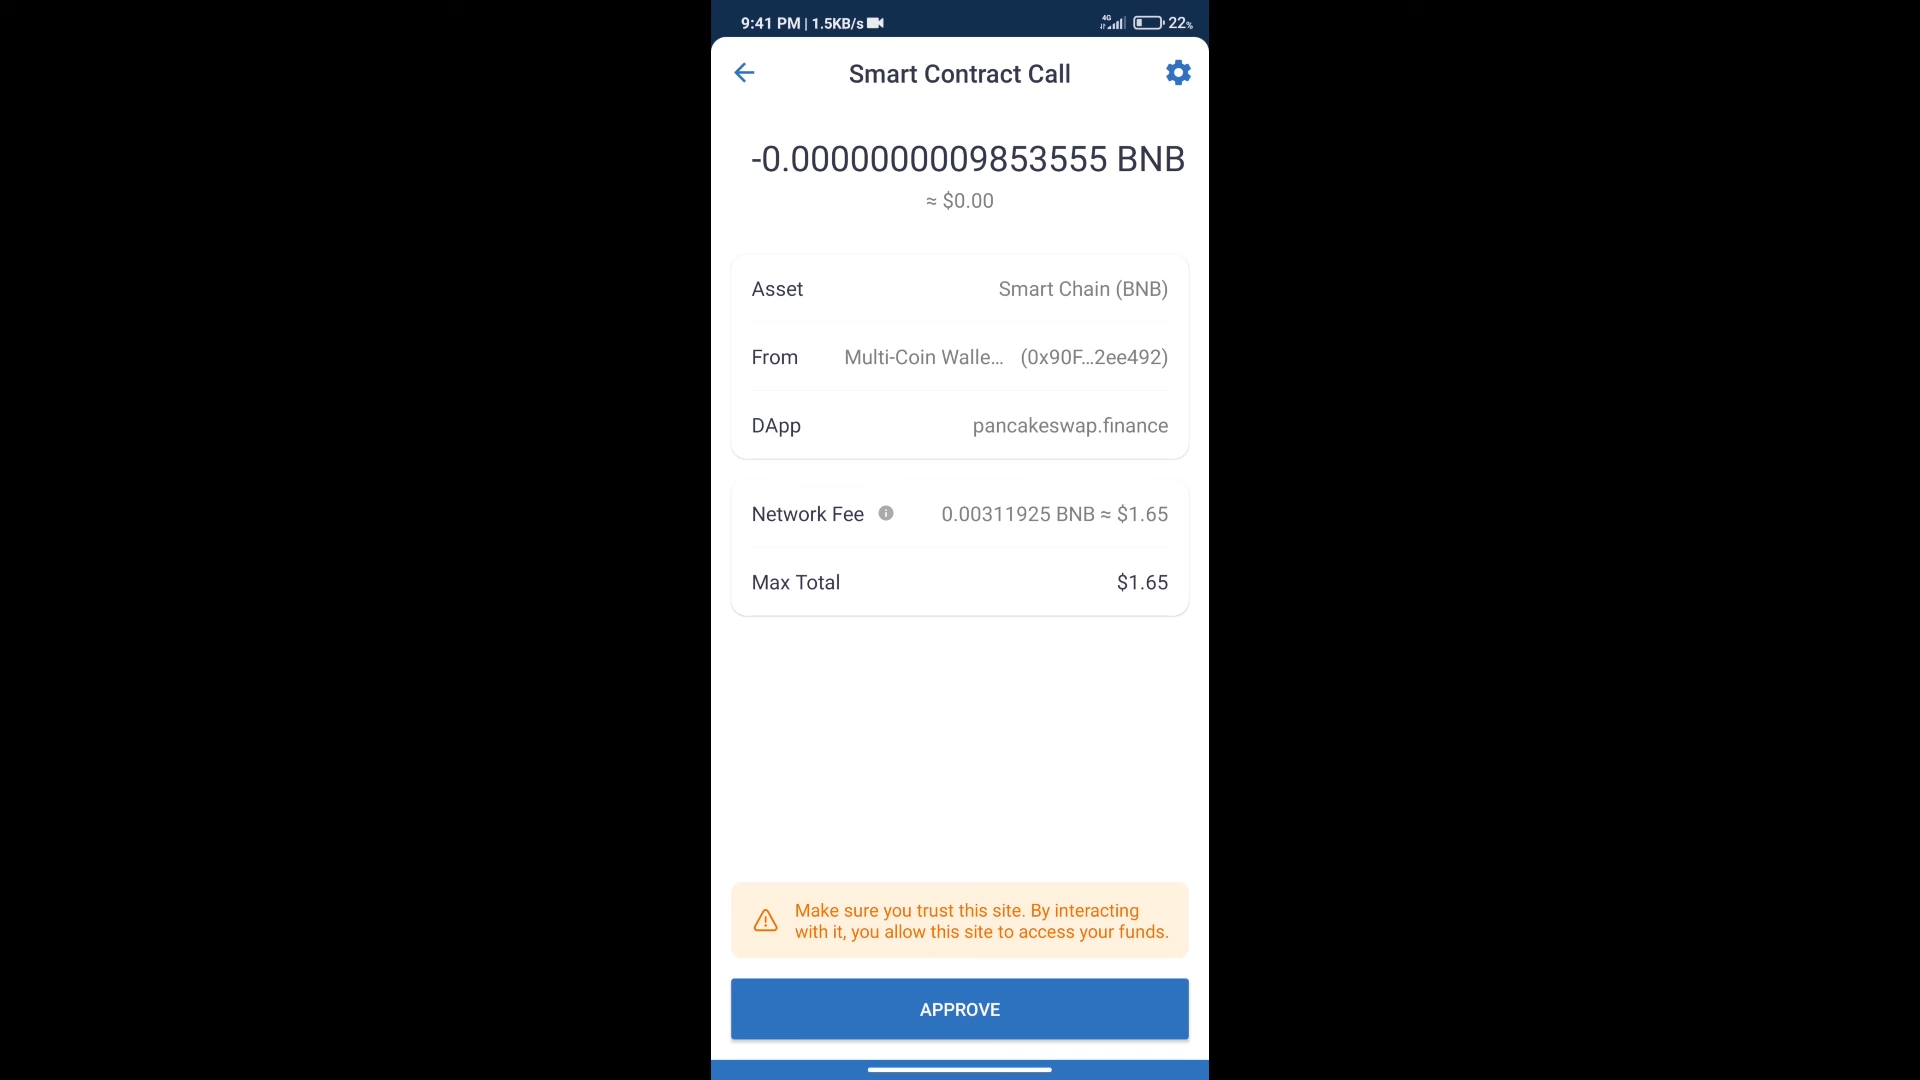 9:41 PM | 1.5KB/s 4G 22%
Smart Contract Call
-0.0000000009853555 BNB
≈ $0.00
Asset Smart Chain (BNB)
From Multi-Coin Walle... (0x90F...2ee492)
DApp pancakeswap.finance
Network Fee 0.00311925 BNB ≈ $1.65
Max Total $1.65
Make sure you trust this site. By interacting
with it, you allow this site to access your funds.
APPROVE